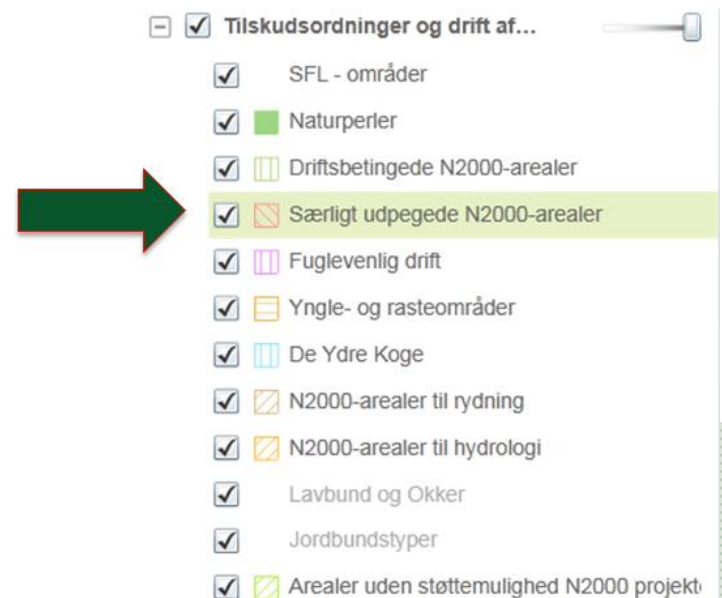 Tilskudsordninger og drift af...
SFL - områder
Naturperler
Driftsbetingede N2000-arealer
Særligt udpegede N2000-arealer
Fuglevenlig drift
Yngle- og rasteområder
De Ydre Koge
N2000-arealer til rydning
N2000-arealer til hydrologi
Lavbund og Okker
Jordbundstyper
Arealer uden støttemulighed N2000 projekt